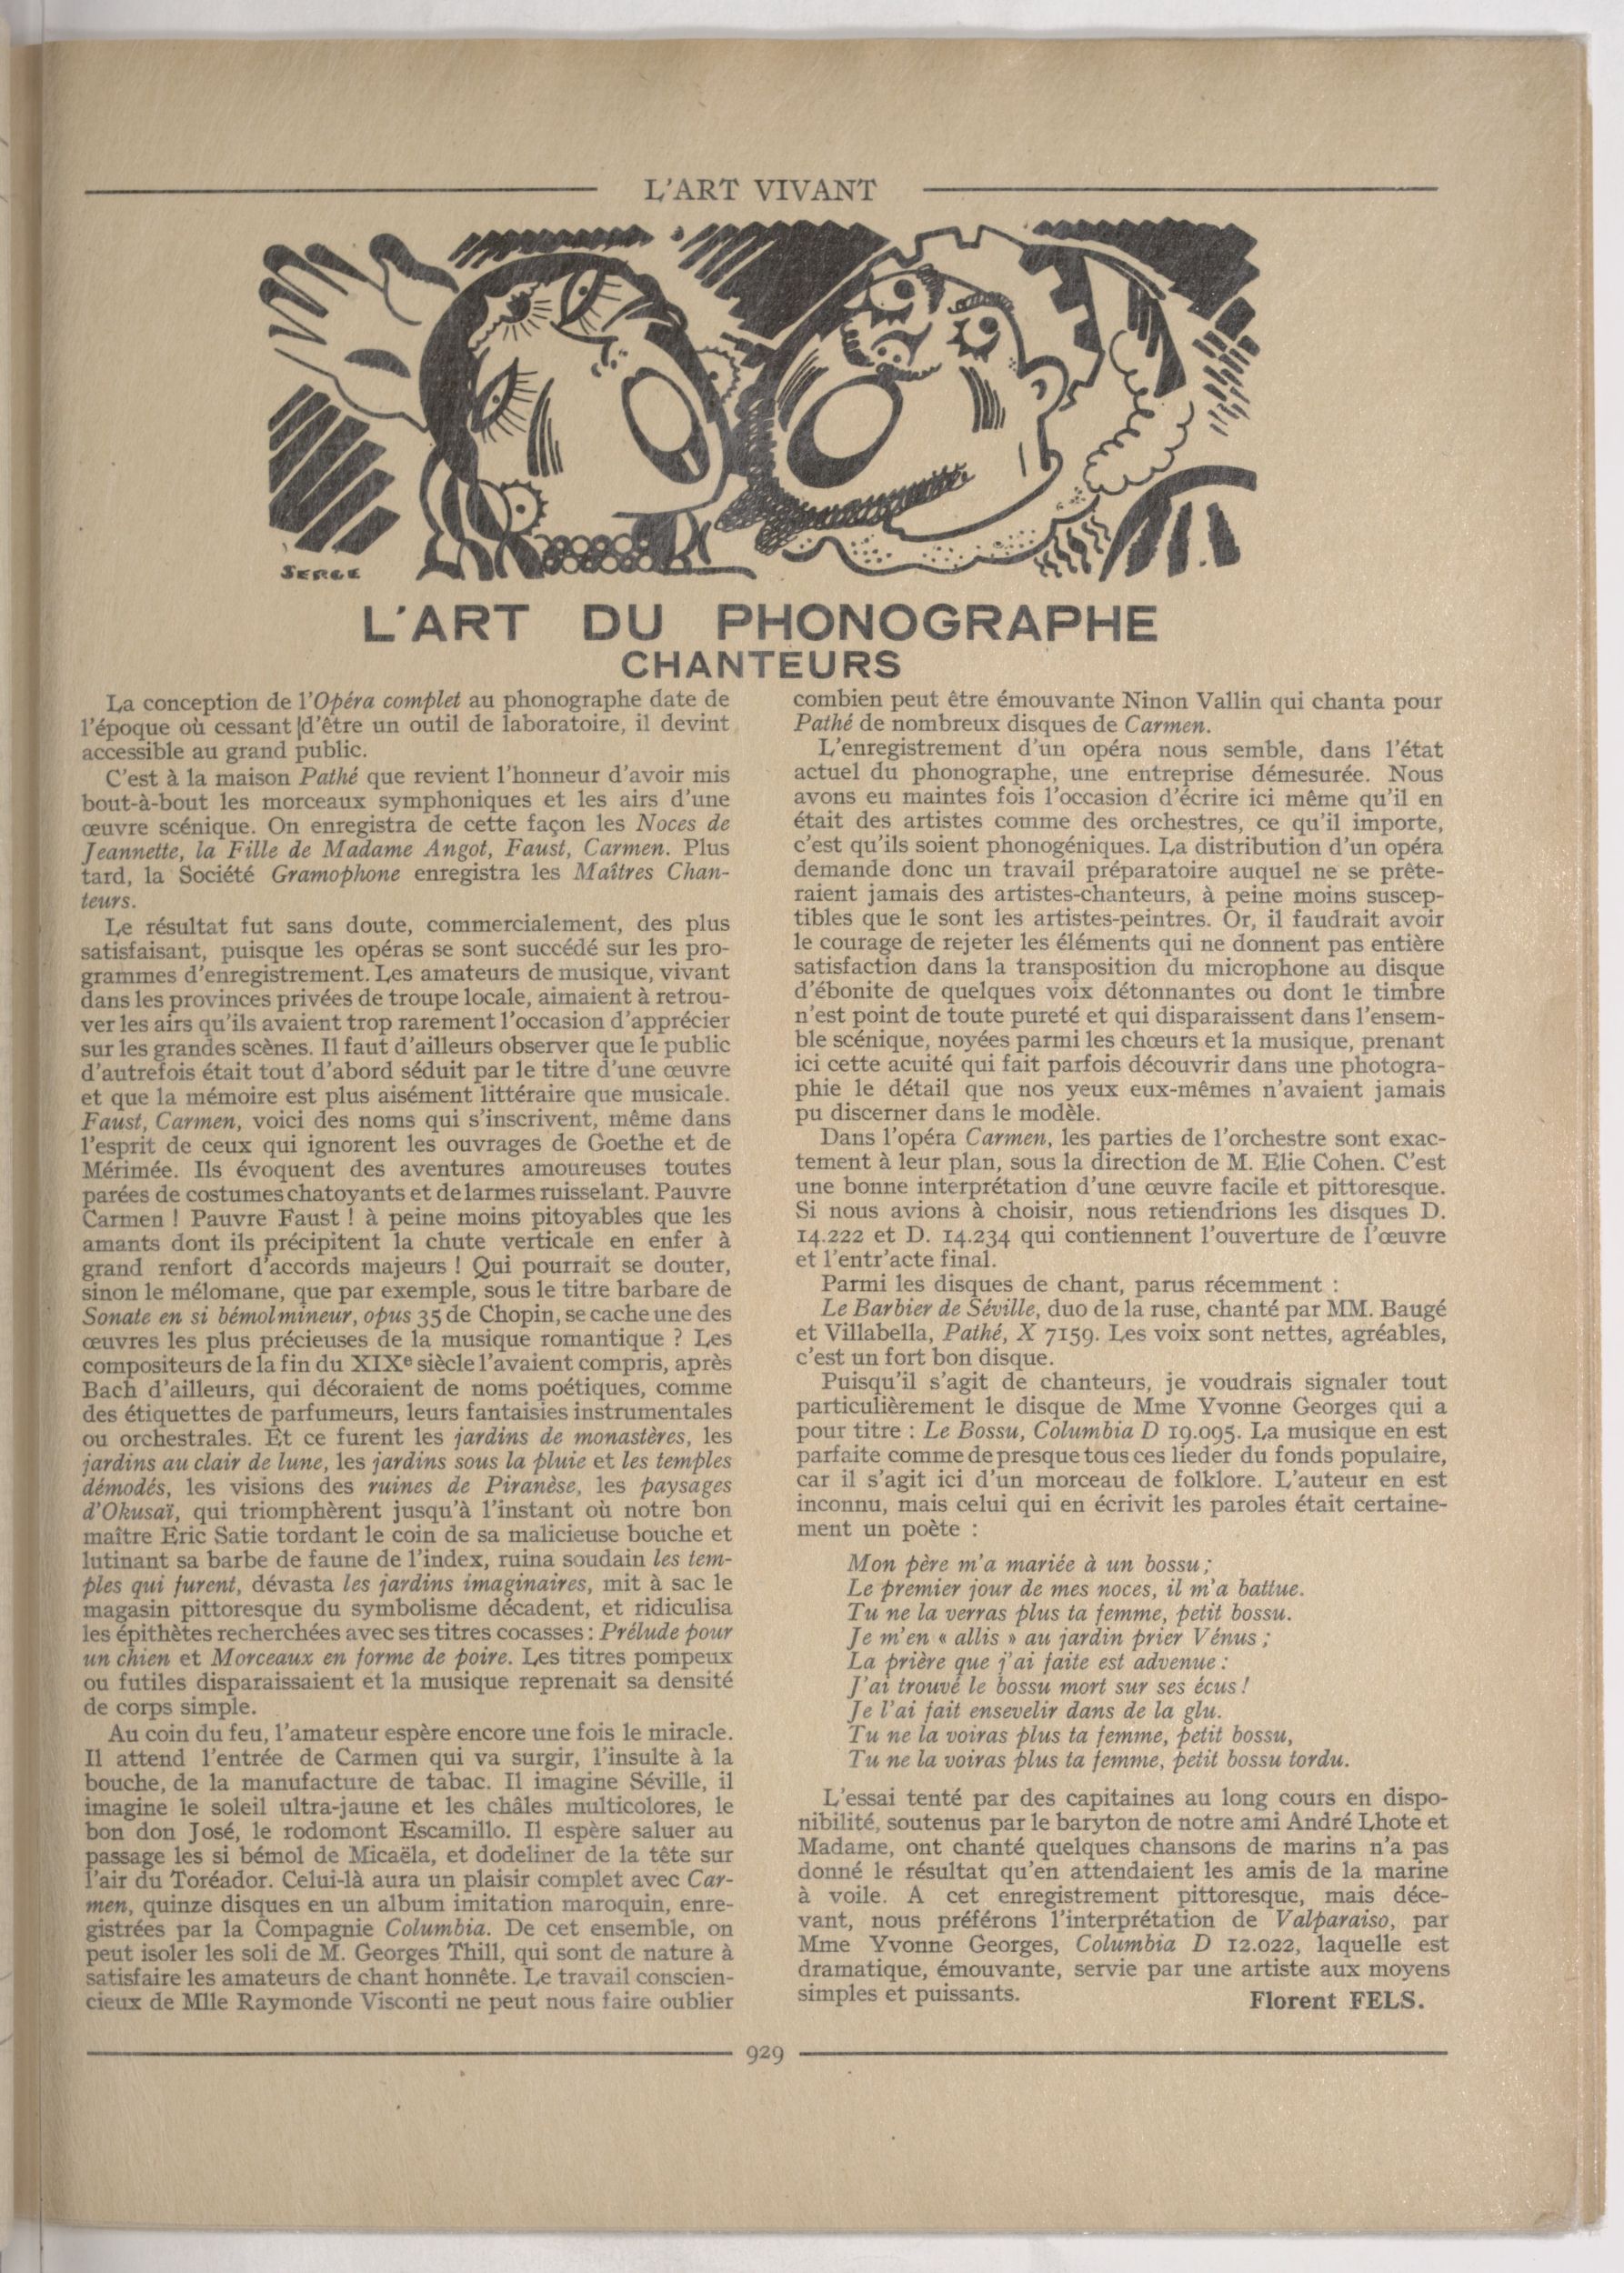 L'ART VIVANT
SERGE
L'ART DU PHONOGRAPHE
CHANTEURS
La conception de l'Opéra complet au phonographe date de
l'époque où cessant |d'être un outil de laboratoire, il devint
accessible au grand public.
C'est à la maison Pathé que revient l'honneur d'avoir mis
bout-à-bout les morceaux symphoniques et les airs d'une
œuvre scénique. On enregistra de cette façon les Noces de
Jeannette, la Fille de Madame Angot, Faust, Carmen. Plus
tard, la Société Gramophone enregistra les Maîtres Chan-
teurs.
Le résultat fut sans doute, commercialement, des plus
satisfaisant, puisque les opéras se sont succédé sur les pro-
grammes d'enregistrement. Les amateurs de musique, vivant
dans les provinces privées de troupe locale, aimaient à retrou-
ver les airs qu'ils avaient trop rarement l'occasion d'apprécier
sur les grandes scènes. Il faut d'ailleurs observer que le public
d'autrefois était tout d'abord séduit par le titre d'une œuvre
et que la mémoire est plus aisément littéraire que musicale.
Faust, Carmen, voici des noms qui s'inscrivent, même dans
l'esprit de ceux qui ignorent les ouvrages de Goethe et de
Mérimée. Ils évoquent des aventures amoureuses toutes
parées de costumes chatoyants et de larmes ruisselant. Pauvre
Carmen ! Pauvre Faust ! à peine moins pitoyables que les
amants dont ils précipitent la chute verticale en enfer à
grand renfort d'accords majeurs ! Qui pourrait se douter,
sinon le mélomane, que par exemple, sous le titre barbare de
Sonate en si bémol mineur, opus 35 de Chopin, se cache une des
œuvres les plus précieuses de la musique romantique ? Les
compositeurs de la fin du XIXe siècle l'avaient compris, après
Bach d'ailleurs, qui décoraient de noms poétiques, comme
des étiquettes de parfumeurs, leurs fantaisies instrumentales
ou orchestrales. Et ce furent les jardins de monastères, les
jardins au clair de lune, les jardins sous la pluie et les temples
démodés, les visions des ruines de Piranèse, les paysages
d'Okusaï, qui triomphèrent jusqu'à l'instant où notre bon
maître Eric Satie tordant le coin de sa malicieuse bouche et
lutinant sa barbe de faune de l'index, ruina soudain les tem-
ples qui furent, dévasta les jardins imaginaires, mit à sac le
magasin pittoresque du symbolisme décadent, et ridiculisa
les épithètes recherchées avec ses titres cocasses : Prélude pour
un chien et Morceaux en forme de poire. Les titres pompeux
ou futiles disparaissaient et la musique reprenait sa densité
de corps simple.
Au coin du feu, l'amateur espère encore une fois le miracle.
Il attend l'entrée de Carmen qui va surgir, l'insulte à la
bouche, de la manufacture de tabac. Il imagine Séville, il
imagine le soleil ultra-jaune et les châles multicolores, le
bon don José, le rodomont Escamillo. Il espère saluer au
passage les si bémol de Micaëla, et dodeliner de la tête sur
l'air du Toréador. Celui-là aura un plaisir complet avec Car-
men, quinze disques en un album imitation maroquin, enre-
gistrées par la Compagnie Columbia. De cet ensemble, on
peut isoler les soli de M. Georges Thill, qui sont de nature à
satisfaire les amateurs de chant honnête. Le travail conscien-
cieux de Mlle Raymonde Visconti ne peut nous faire oublier
combien peut être émouvante Ninon Vallin qui chanta pour
Pathé de nombreux disques de Carmen.
L'enregistrement d'un opéra nous semble, dans l'état
actuel du phonographe, une entreprise démesurée. Nous
avons eu maintes fois l'occasion d'écrire ici même qu'il en
était des artistes comme des orchestres, ce qu'il importe,
c'est qu'ils soient phonogéniques. La distribution d'un opéra
demande donc un travail préparatoire auquel ne se prête-
raient jamais des artistes-chanteurs, à peine moins suscep-
tibles que le sont les artistes-peintres. Or, il faudrait avoir
le courage de rejeter les éléments qui ne donnent pas entière
satisfaction dans la transposition du microphone au disque
d'ébonite de quelques voix détonnantes ou dont le timbre
n'est point de toute pureté et qui disparaissent dans l'ensem-
ble scénique, noyées parmi les chœurs et la musique, prenant
ici cette acuité qui fait parfois découvrir dans une photogra-
phie le détail que nos yeux eux-mêmes n'avaient jamais
pu discerner dans le modèle.
Dans l'opéra Carmen, les parties de l'orchestre sont exac-
tement à leur plan, sous la direction de M. Elie Cohen. C'est
une bonne interprétation d'une œuvre facile et pittoresque.
Si nous avions à choisir, nous retiendrions les disques D.
14.222 et D. 14.234 qui contiennent l'ouverture de l'œuvre
et l'entr'acte final.
Parmi les disques de chant, parus récemment :
Le Barbier de Séville, duo de la ruse, chanté par MM. Baugé
et Villabella, Pathé, X 7159. Les voix sont nettes, agréables,
c'est un fort bon disque.
Puisqu'il s'agit de chanteurs, je voudrais signaler tout
particulièrement le disque de Mme Yvonne Georges qui a
pour titre : Le Bossu, Columbia D 19.095. La musique en est
parfaite comme de presque tous ces lieder du fonds populaire,
car il s'agit ici d'un morceau de folklore. L'auteur en est
inconnu, mais celui qui en écrivit les paroles était certaine-
ment un poète :
Mon père m'a mariée à un bossu ;
Le premier jour de mes noces, il m'a battue.
Tu ne la verras plus ta femme, petit bossu.
Je m'en « allis » au jardin prier Vénus ;
La prière que j'ai faite est advenue :
J'ai trouvé le bossu mort sur ses écus !
Je l'ai fait ensevelir dans de la glu.
Tu ne la voiras plus ta femme, petit bossu,
Tu ne la voiras plus ta femme, petit bossu tordu.
L'essai tenté par des capitaines au long cours en dispo-
nibilité, soutenus par le baryton de notre ami André Lhote et
Madame, ont chanté quelques chansons de marins n'a pas
donné le résultat qu'en attendaient les amis de la marine
à voile. A cet enregistrement pittoresque, mais déce-
vant, nous préférons l'interprétation de Valparaiso, par
Mme Yvonne Georges, Columbia D 12.022, laquelle est
dramatique, émouvante, servie par une artiste aux moyens
simples et puissants.
Florent FELS.
929